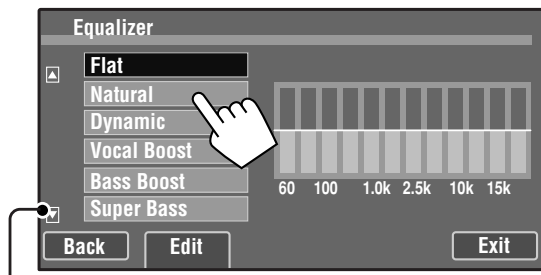 Equalizer
Flat
Natural
Dynamic
Vocal Boost
Bass Boost
Super Bass
60 100 1.0k 2.5k 10k 15k
Back Edit Exit